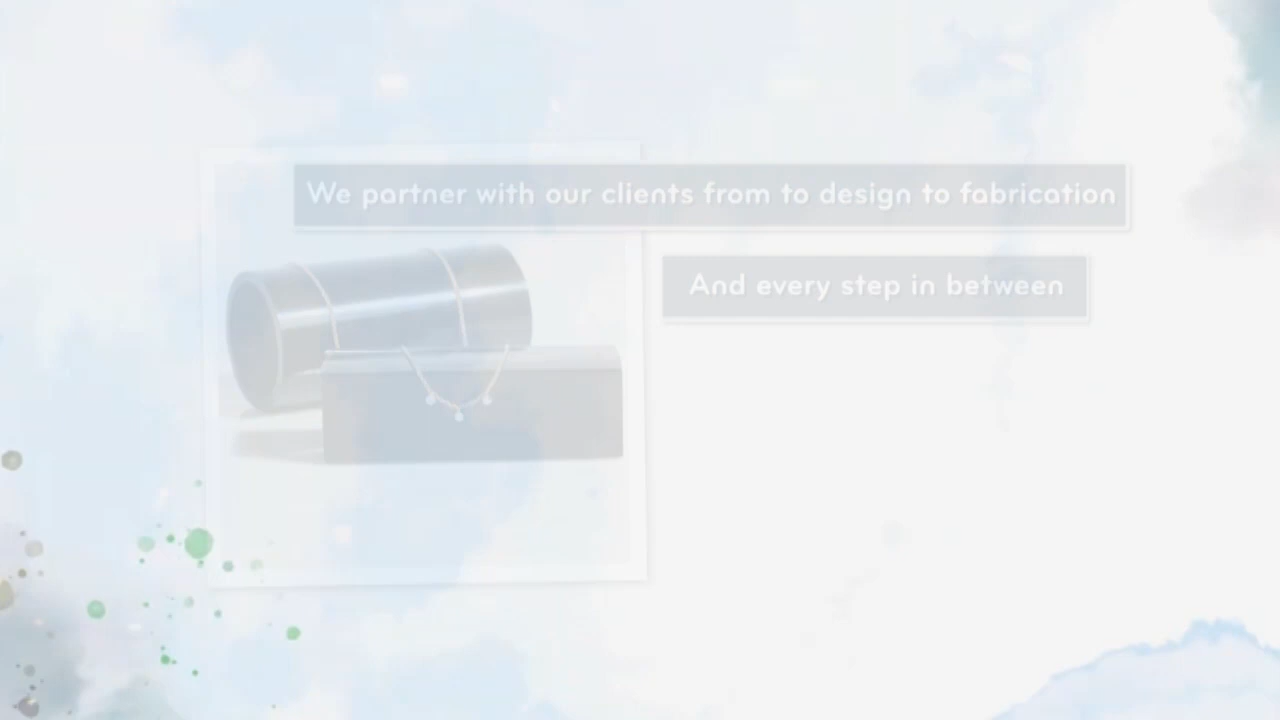 We partner with our clients from to design to fabrication
And every step in between